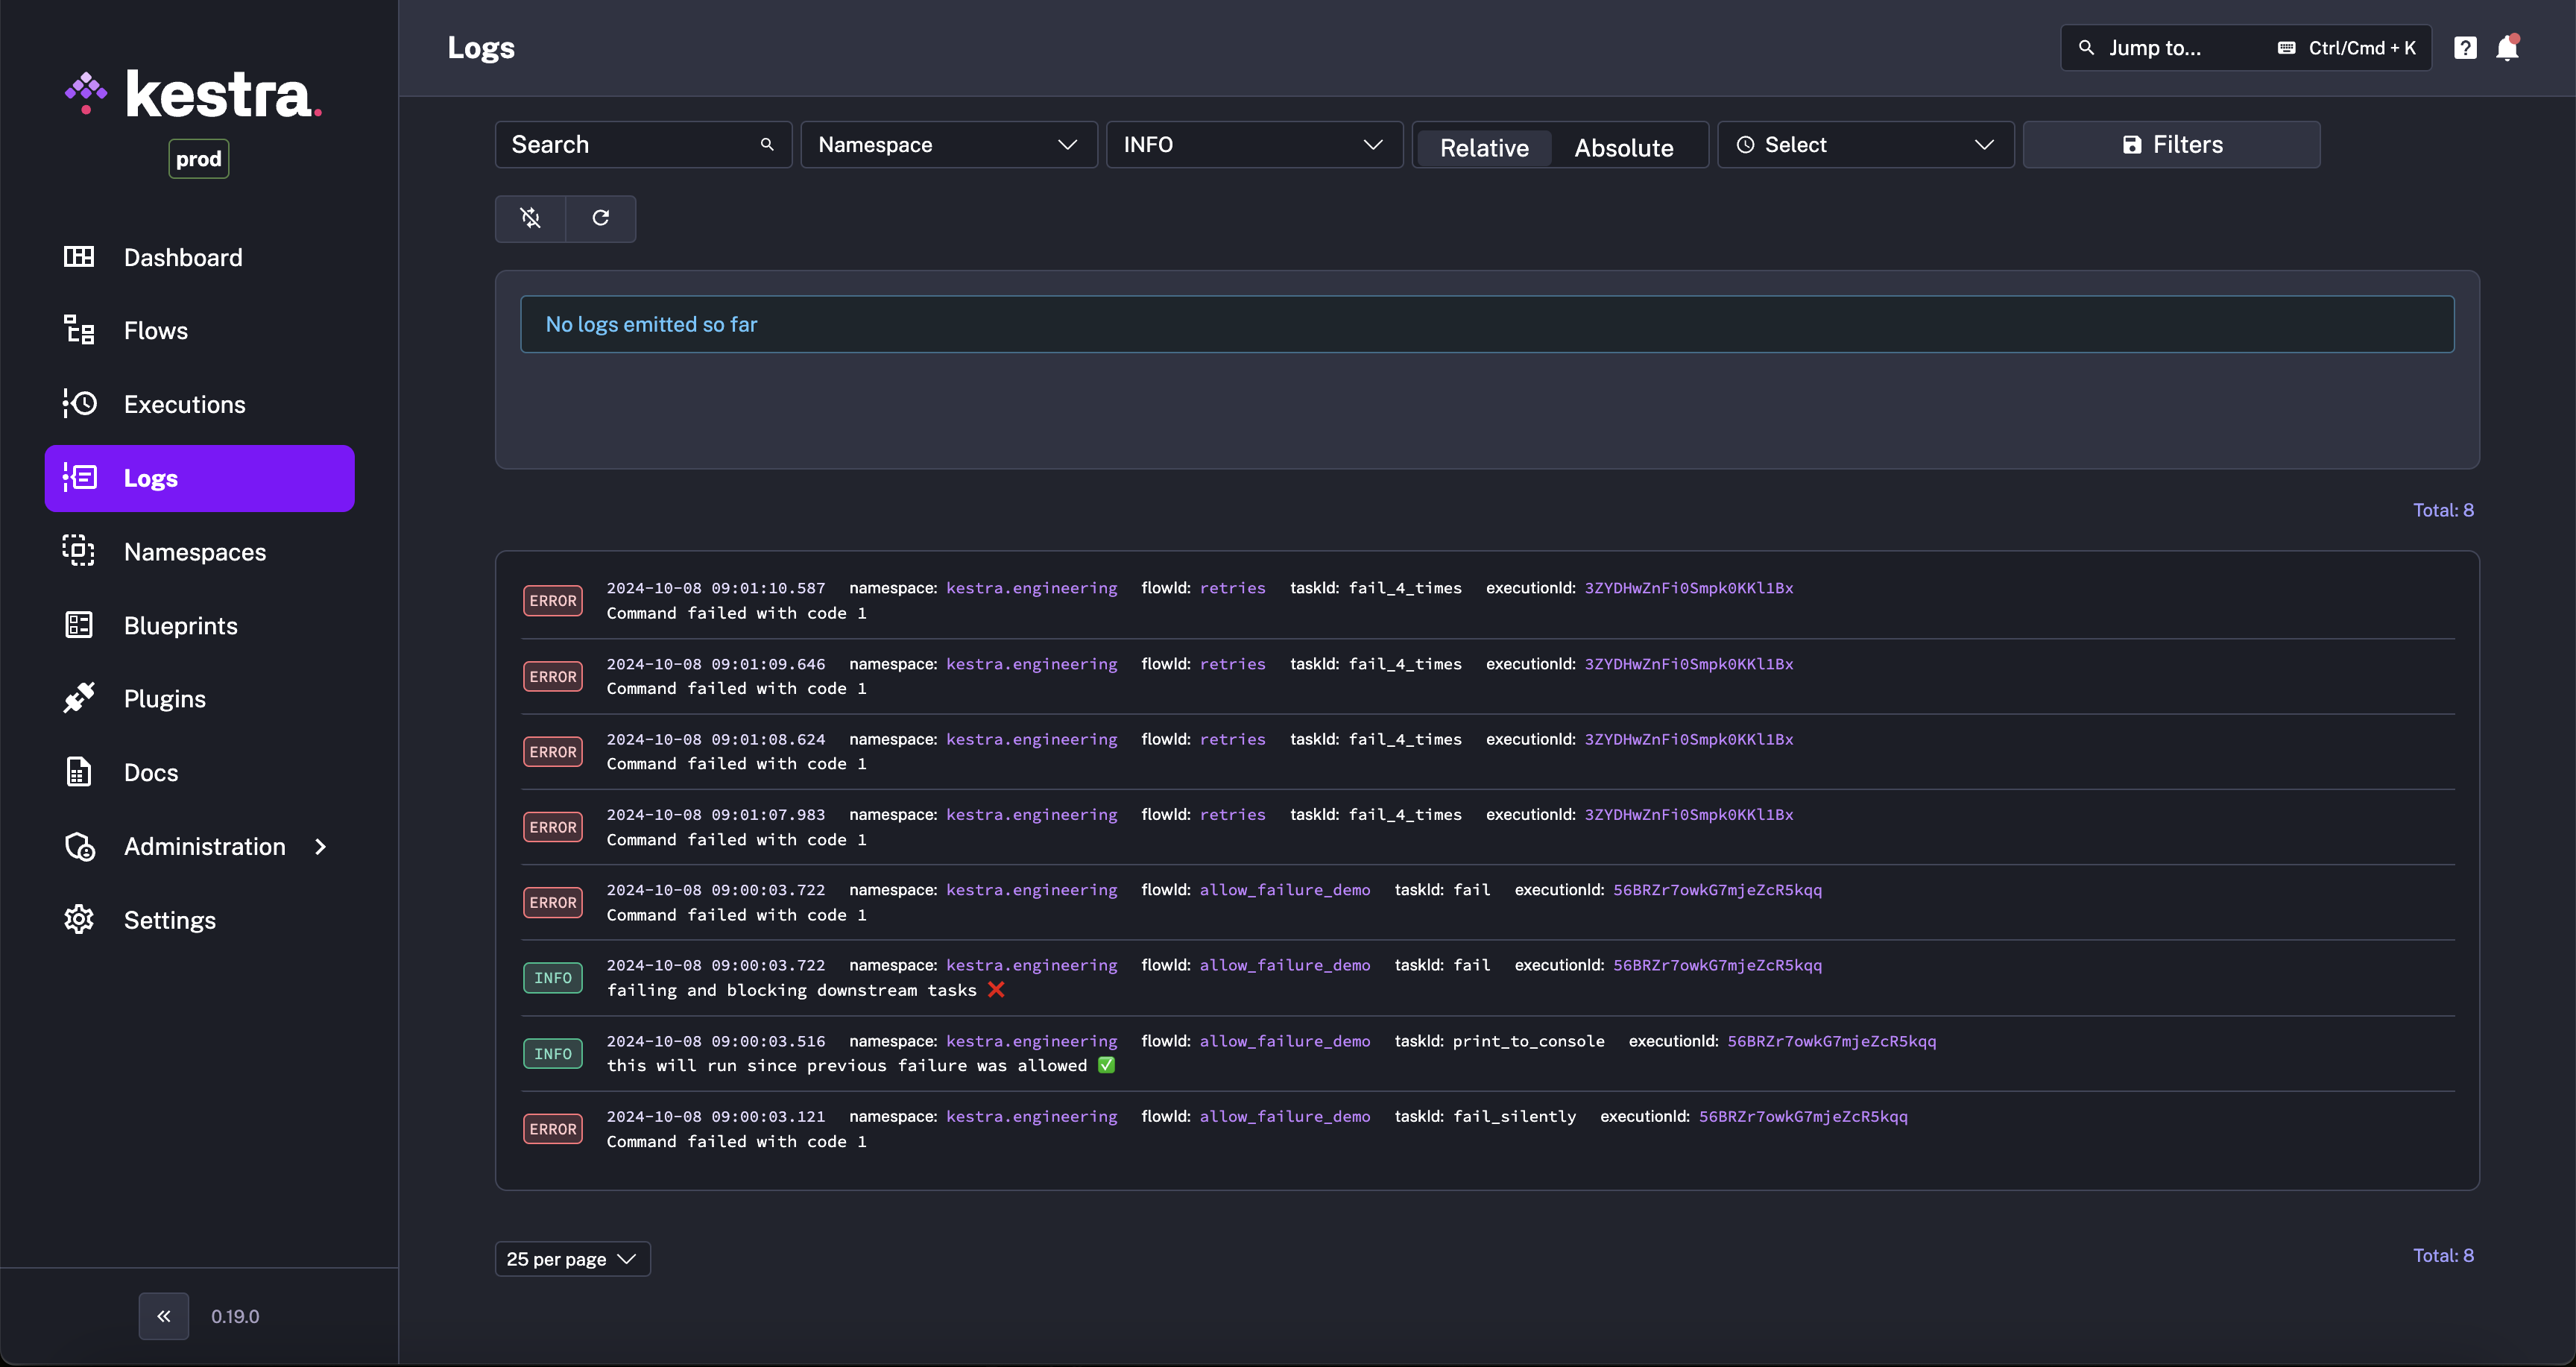 kestra.
prod
Dashboard
Flows
Executions
Logs
Namespaces
Blueprints
Plugins
Docs
Administration
Settings
0.19.0
Logs
Jump to... Ctrl/Cmd + K
Search Namespace INFO Relative Absolute Select Filters
No logs emitted so far
Total: 8
ERROR 2024-10-08 09:01:10.587 namespace: kestra.engineering flowId: retries taskId: fail_4_times executionId: 3ZYDHwZnFi0Smpk0KKl1Bx
Command failed with code 1
ERROR 2024-10-08 09:01:09.646 namespace: kestra.engineering flowId: retries taskId: fail_4_times executionId: 3ZYDHwZnFi0Smpk0KKl1Bx
Command failed with code 1
ERROR 2024-10-08 09:01:08.624 namespace: kestra.engineering flowId: retries taskId: fail_4_times executionId: 3ZYDHwZnFi0Smpk0KKl1Bx
Command failed with code 1
ERROR 2024-10-08 09:01:07.983 namespace: kestra.engineering flowId: retries taskId: fail_4_times executionId: 3ZYDHwZnFi0Smpk0KKl1Bx
Command failed with code 1
ERROR 2024-10-08 09:00:03.722 namespace: kestra.engineering flowId: allow_failure_demo taskId: fail executionId: 56BRZr7owkG7mjeZcR5kqq
Command failed with code 1
INFO 2024-10-08 09:00:03.722 namespace: kestra.engineering flowId: allow_failure_demo taskId: fail executionId: 56BRZr7owkG7mjeZcR5kqq
failing and blocking downstream tasks ❌
INFO 2024-10-08 09:00:03.516 namespace: kestra.engineering flowId: allow_failure_demo taskId: print_to_console executionId: 56BRZr7owkG7mjeZcR5kqq
this will run since previous failure was allowed ✅
ERROR 2024-10-08 09:00:03.121 namespace: kestra.engineering flowId: allow_failure_demo taskId: fail_silently executionId: 56BRZr7owkG7mjeZcR5kqq
Command failed with code 1
25 per page
Total: 8